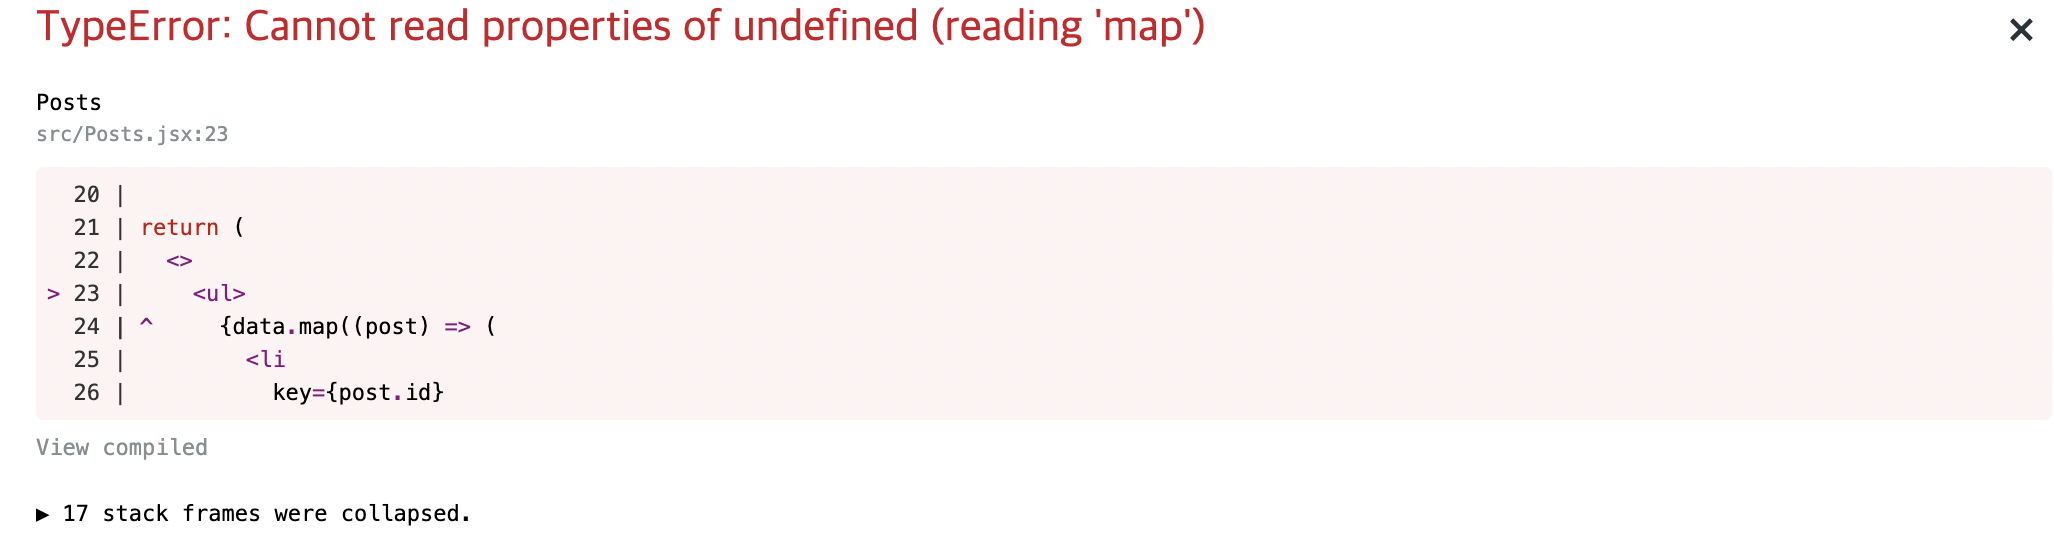 TypeError: Cannot read properties of undefined (reading 'map')
×
Posts
src/Posts.jsx:23
  20 |
  21 | return (
  22 |   <>
> 23 |     <ul>
  24 | ^     {data.map((post) => (
  25 |         <li
  26 |           key={post.id}
View compiled
▶ 17 stack frames were collapsed.